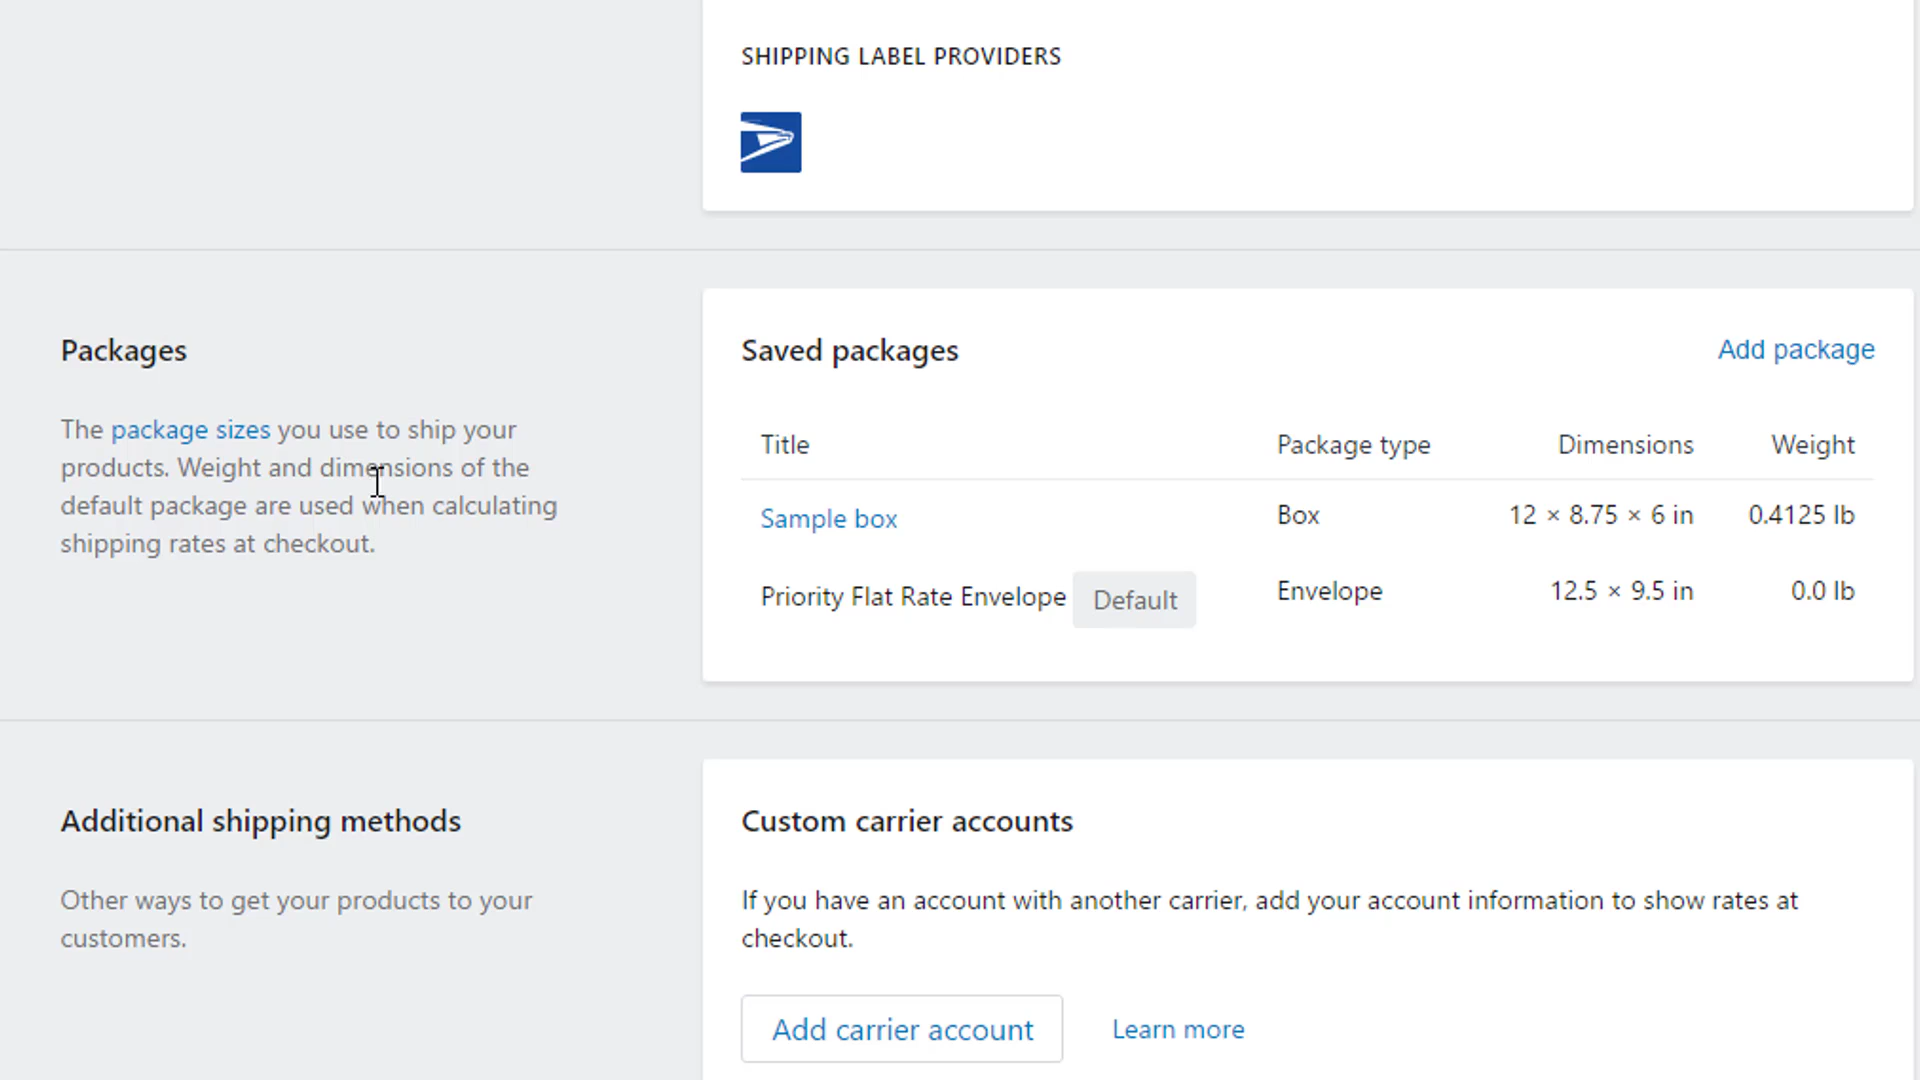 SHIPPING LABEL PROVIDERS
Packages
The package sizes you use to ship your
products. Weight and dimensions of the
default package are used when calculating
shipping rates at checkout.
Saved packages
Add package
Title Package type Dimensions Weight
Sample box Box 12 × 8.75 × 6 in 0.4125 lb
Priority Flat Rate Envelope Default Envelope 12.5 × 9.5 in 0.0 lb
Additional shipping methods
Other ways to get your products to your
customers.
Custom carrier accounts
If you have an account with another carrier, add your account information to show rates at
checkout.
Add carrier account
Learn more